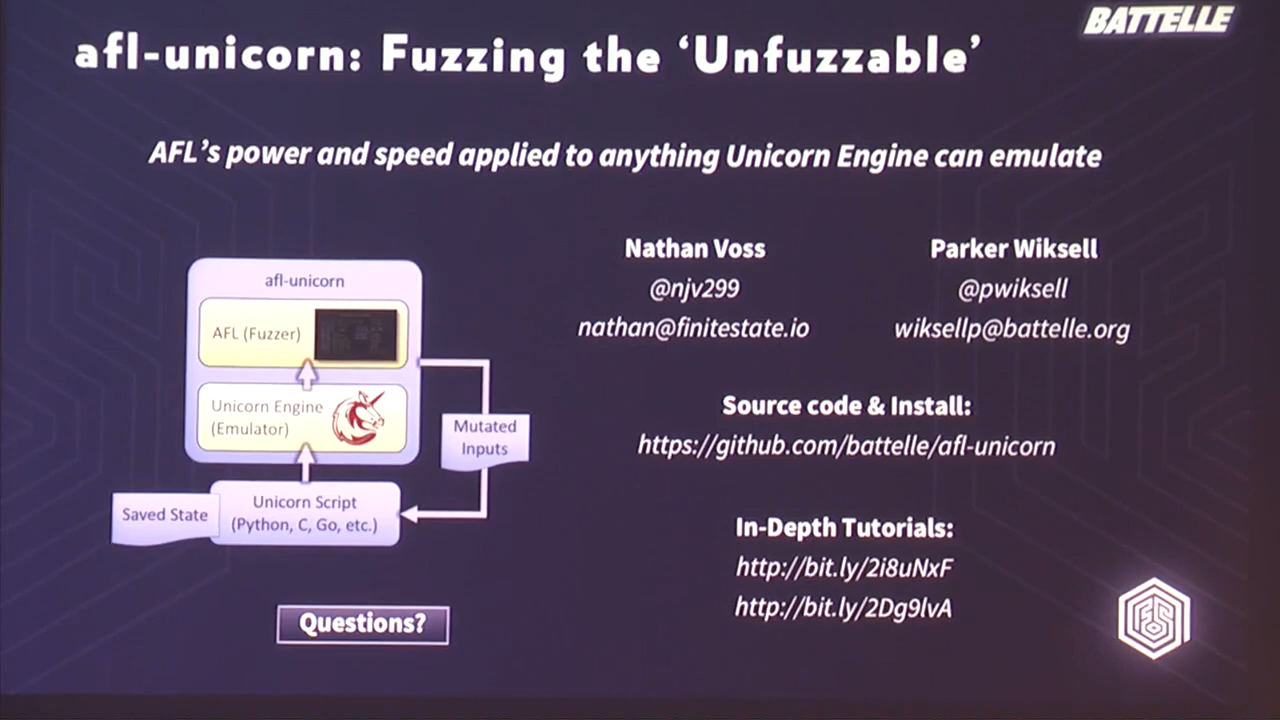 BATTELLE
afl-unicorn: Fuzzing the ‘Unfuzzable’
AFL’s power and speed applied to anything Unicorn Engine can emulate
afl-unicorn
AFL (Fuzzer)
Unicorn Engine
(Emulator)
Mutated
Inputs
Saved State
Unicorn Script
(Python, C, Go, etc.)
Questions?
Nathan Voss
@njv299
nathan@finitestate.io
Parker Wiksell
@pwiksell
wiksellp@battelle.org
Source code & Install:
https://github.com/battelle/afl-unicorn
In-Depth Tutorials:
http://bit.ly/2i8uNxF
http://bit.ly/2Dg9lvA